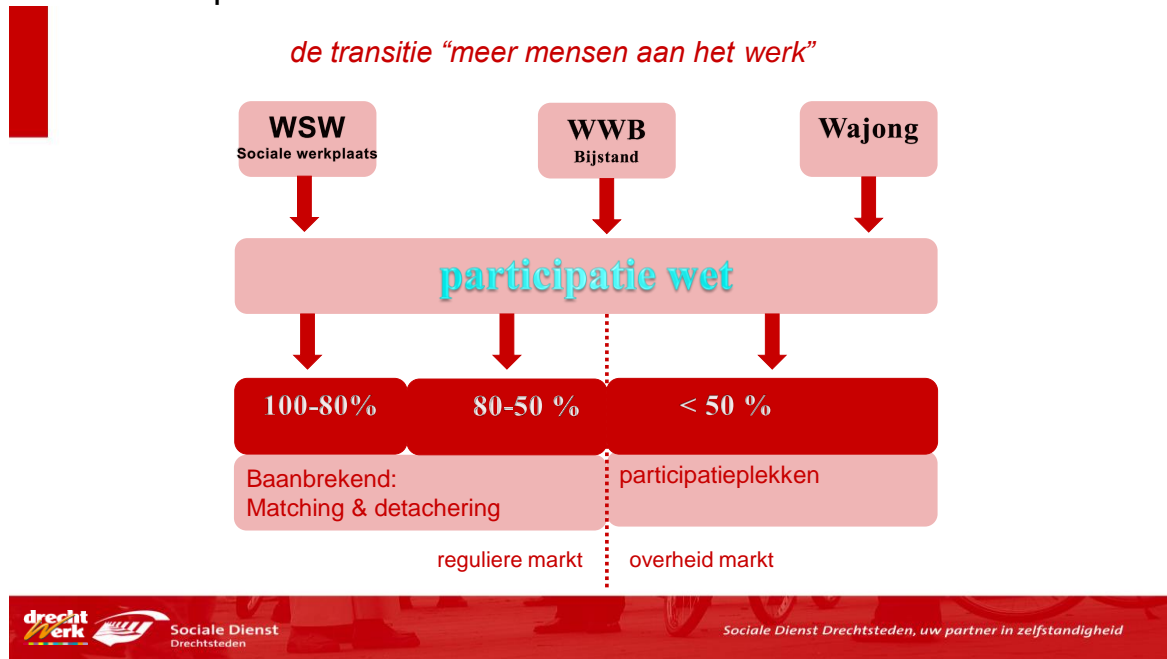 de transitie “meer mensen aan het werk”
WSW
Sociale werkplaats
WWB
Bijstand
Wajong
participatie wet
100-80%
80-50 %
< 50 %
Baanbrekend:
Matching & detachering
participatieplekken
reguliere markt
overheid markt
drecht
Werk
Sociale Dienst
Drechtsteden
Sociale Dienst Drechtsteden, uw partner in zelfstandigheid